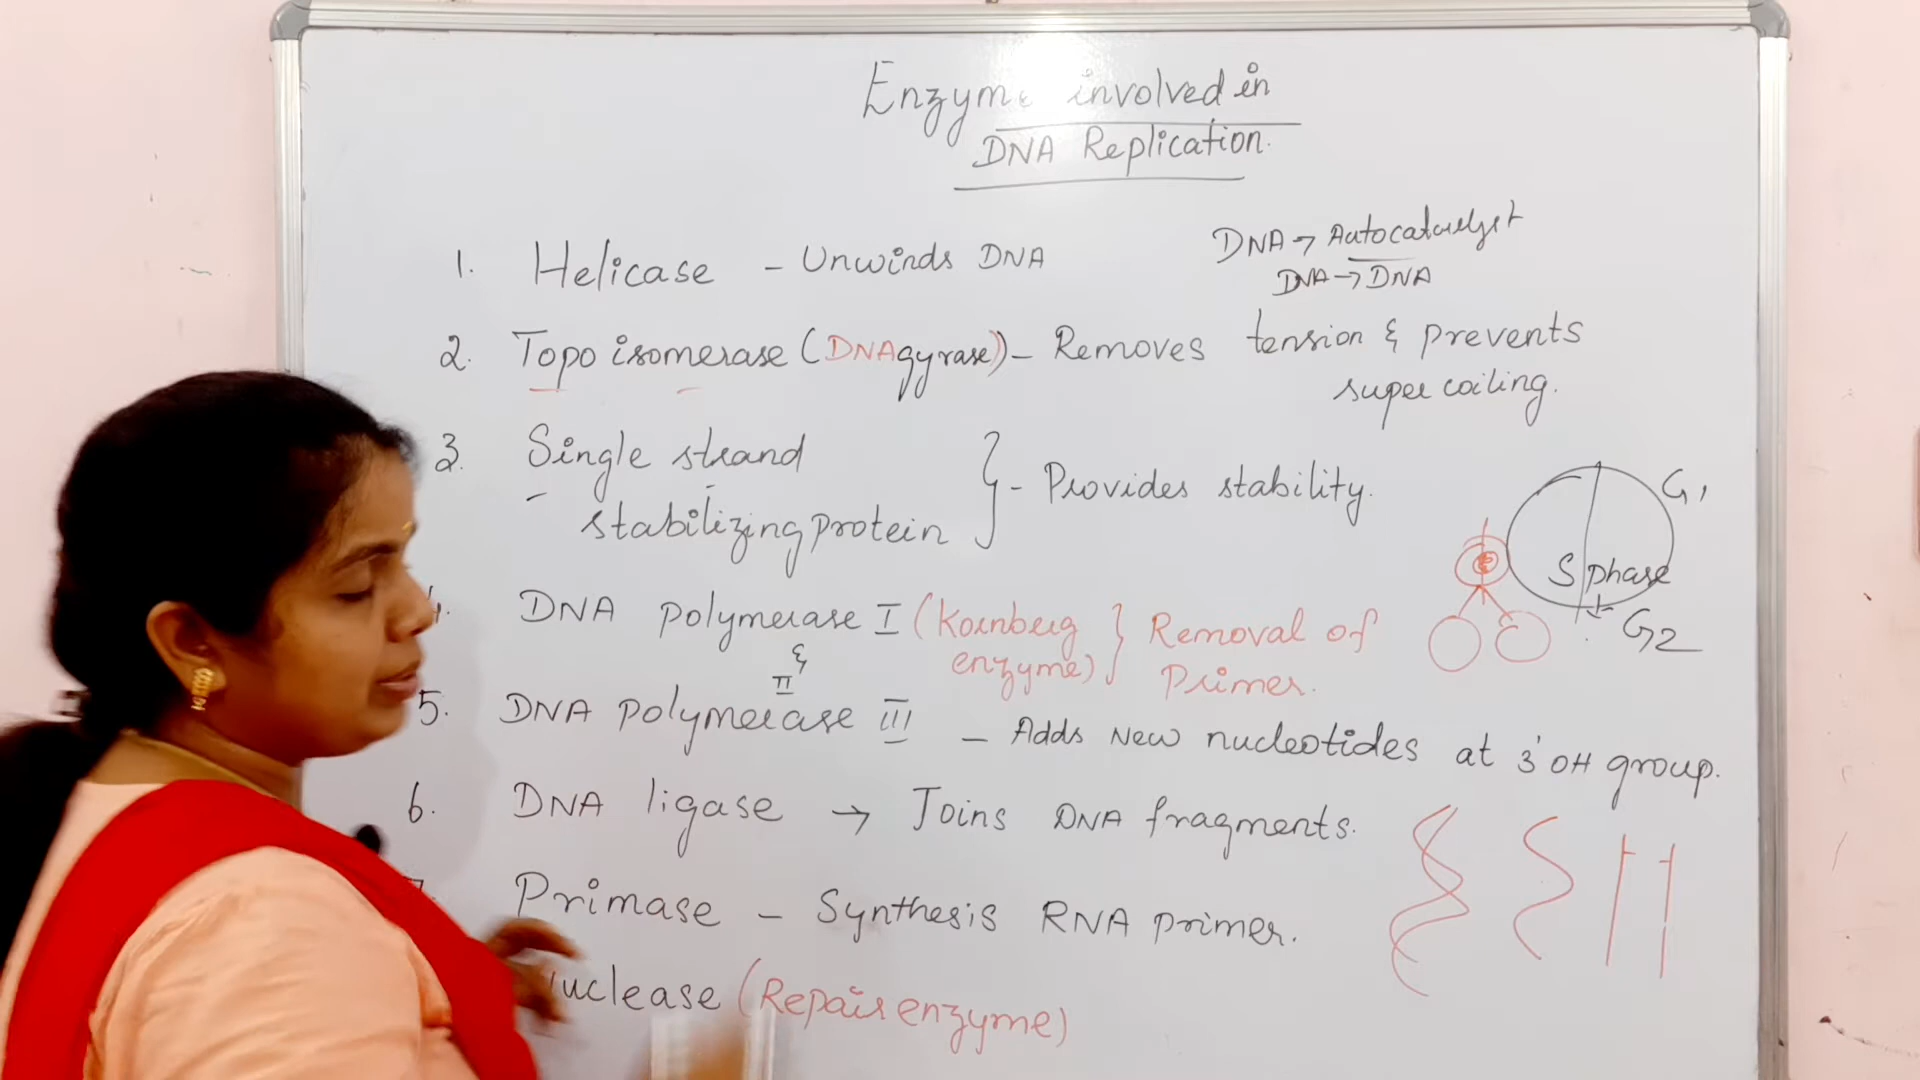 Enzyme involved in
DNA Replication.
1. Helicase - Unwinds DNA
DNA → Autocatalyst
DNA → DNA
2. Topo isomerase (DNAgyrase) - Removes tension & prevents
super coiling.
3. Single strand
stabilizing protein } - Provides stability.
G1
S phase
G2
4. DNA polymerase I (Kornberg
enzyme) } Removal of
Primer.
&
II
5. DNA polymerase III - Adds New nucleotides at 3'OH group.
6. DNA ligase → Joins DNA fragments.
Primase - Synthesis RNA primer.
Nuclease (Repair enzyme)